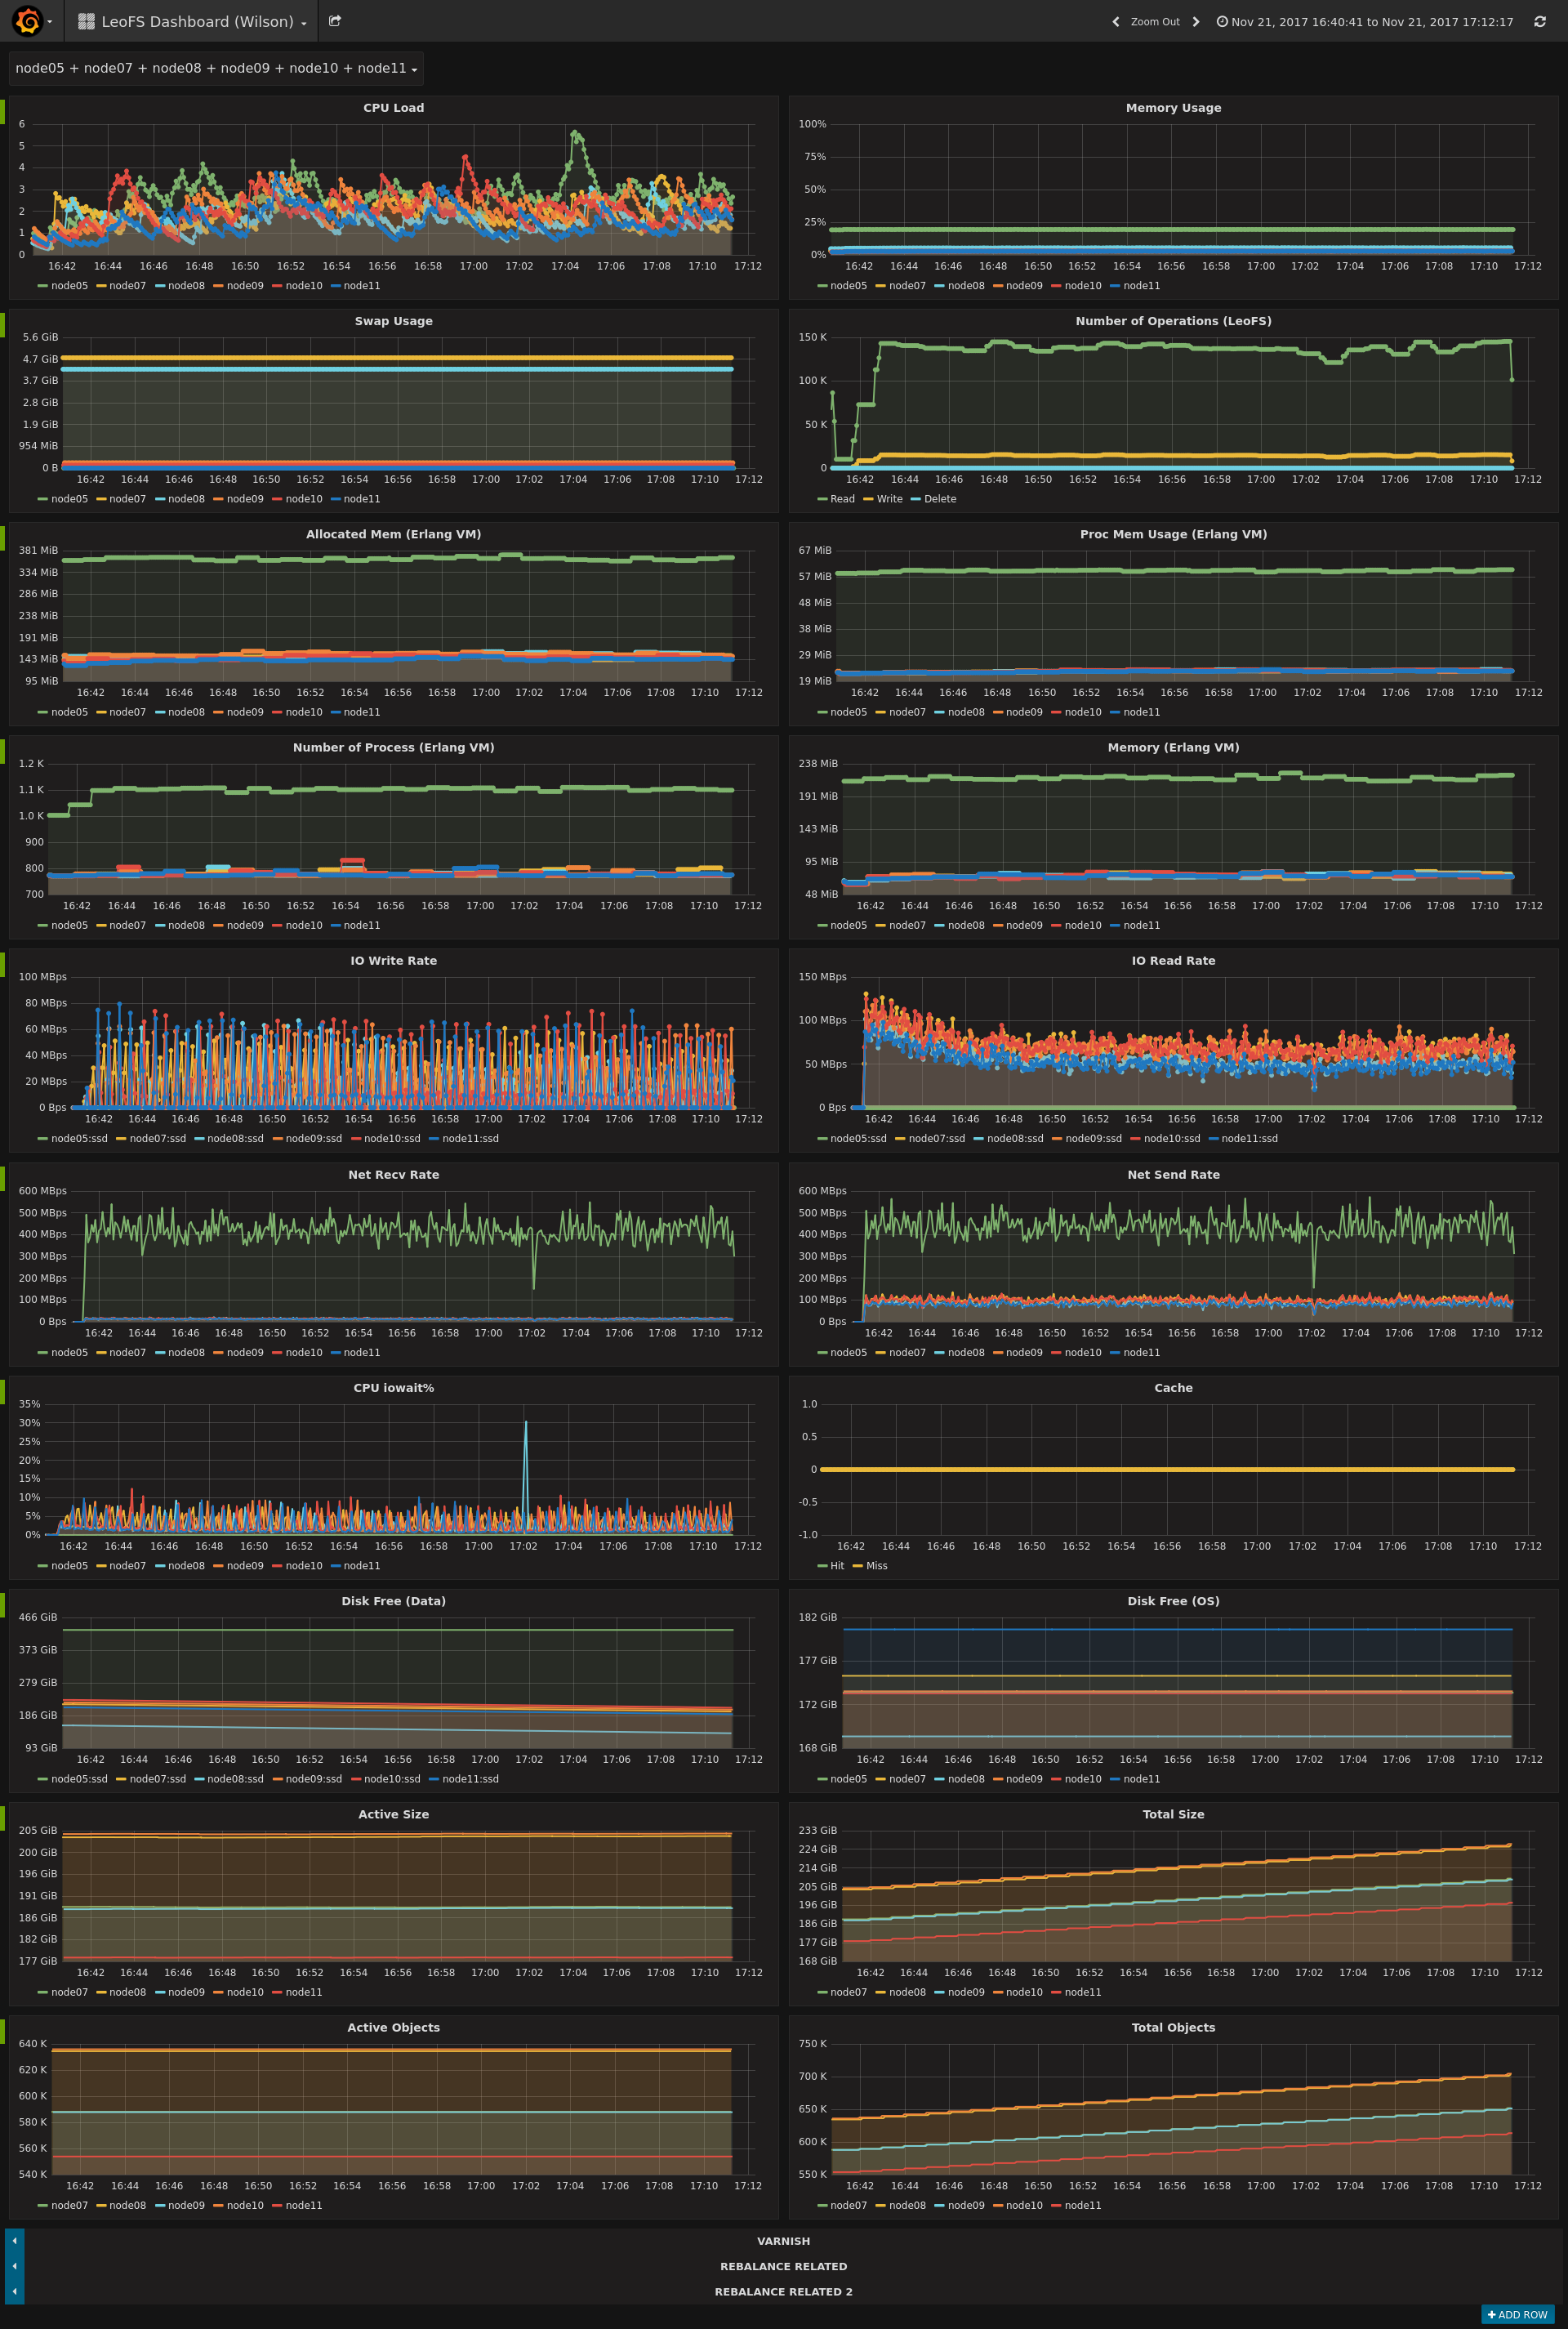 LeoFS Dashboard (Wilson)
Zoom Out
Nov 21, 2017 16:40:41 to Nov 21, 2017 17:12:17
node05 + node07 + node08 + node09 + node10 + node11
CPU Load
6
5
4
3
2
1
0
16:42 16:44 16:46 16:48 16:50 16:52 16:54 16:56 16:58 17:00 17:02 17:04 17:06 17:08 17:10 17:12
node05 node07 node08 node09 node10 node11
Memory Usage
100%
75%
50%
25%
0%
16:42 16:44 16:46 16:48 16:50 16:52 16:54 16:56 16:58 17:00 17:02 17:04 17:06 17:08 17:10 17:12
node05 node07 node08 node09 node10 node11
Swap Usage
5.6 GiB
4.7 GiB
3.7 GiB
2.8 GiB
1.9 GiB
954 MiB
0 B
16:42 16:44 16:46 16:48 16:50 16:52 16:54 16:56 16:58 17:00 17:02 17:04 17:06 17:08 17:10 17:12
node05 node07 node08 node09 node10 node11
Number of Operations (LeoFS)
150 K
100 K
50 K
0
16:42 16:44 16:46 16:48 16:50 16:52 16:54 16:56 16:58 17:00 17:02 17:04 17:06 17:08 17:10 17:12
Read Write Delete
Allocated Mem (Erlang VM)
381 MiB
334 MiB
286 MiB
238 MiB
191 MiB
143 MiB
95 MiB
16:42 16:44 16:46 16:48 16:50 16:52 16:54 16:56 16:58 17:00 17:02 17:04 17:06 17:08 17:10 17:12
node05 node07 node08 node09 node10 node11
Proc Mem Usage (Erlang VM)
67 MiB
57 MiB
48 MiB
38 MiB
29 MiB
19 MiB
16:42 16:44 16:46 16:48 16:50 16:52 16:54 16:56 16:58 17:00 17:02 17:04 17:06 17:08 17:10 17:12
node05 node07 node08 node09 node10 node11
Number of Process (Erlang VM)
1.2 K
1.1 K
1.0 K
900
800
700
16:42 16:44 16:46 16:48 16:50 16:52 16:54 16:56 16:58 17:00 17:02 17:04 17:06 17:08 17:10 17:12
node05 node07 node08 node09 node10 node11
Memory (Erlang VM)
238 MiB
191 MiB
143 MiB
95 MiB
48 MiB
16:42 16:44 16:46 16:48 16:50 16:52 16:54 16:56 16:58 17:00 17:02 17:04 17:06 17:08 17:10 17:12
node05 node07 node08 node09 node10 node11
IO Write Rate
100 MBps
80 MBps
60 MBps
40 MBps
20 MBps
0 Bps
16:42 16:44 16:46 16:48 16:50 16:52 16:54 16:56 16:58 17:00 17:02 17:04 17:06 17:08 17:10 17:12
node05:ssd node07:ssd node08:ssd node09:ssd node10:ssd node11:ssd
IO Read Rate
150 MBps
100 MBps
50 MBps
0 Bps
16:42 16:44 16:46 16:48 16:50 16:52 16:54 16:56 16:58 17:00 17:02 17:04 17:06 17:08 17:10 17:12
node05:ssd node07:ssd node08:ssd node09:ssd node10:ssd node11:ssd
Net Recv Rate
600 MBps
500 MBps
400 MBps
300 MBps
200 MBps
100 MBps
0 Bps
16:42 16:44 16:46 16:48 16:50 16:52 16:54 16:56 16:58 17:00 17:02 17:04 17:06 17:08 17:10 17:12
node05 node07 node08 node09 node10 node11
Net Send Rate
600 MBps
500 MBps
400 MBps
300 MBps
200 MBps
100 MBps
0 Bps
16:42 16:44 16:46 16:48 16:50 16:52 16:54 16:56 16:58 17:00 17:02 17:04 17:06 17:08 17:10 17:12
node05 node07 node08 node09 node10 node11
CPU iowait%
35%
30%
25%
20%
15%
10%
5%
0%
16:42 16:44 16:46 16:48 16:50 16:52 16:54 16:56 16:58 17:00 17:02 17:04 17:06 17:08 17:10 17:12
node05 node07 node08 node09 node10 node11
Cache
1.0
0.5
0
-0.5
-1.0
16:42 16:44 16:46 16:48 16:50 16:52 16:54 16:56 16:58 17:00 17:02 17:04 17:06 17:08 17:10 17:12
Hit Miss
Disk Free (Data)
466 GiB
373 GiB
279 GiB
186 GiB
93 GiB
16:42 16:44 16:46 16:48 16:50 16:52 16:54 16:56 16:58 17:00 17:02 17:04 17:06 17:08 17:10 17:12
node05:ssd node07:ssd node08:ssd node09:ssd node10:ssd node11:ssd
Disk Free (OS)
182 GiB
177 GiB
172 GiB
168 GiB
16:42 16:44 16:46 16:48 16:50 16:52 16:54 16:56 16:58 17:00 17:02 17:04 17:06 17:08 17:10 17:12
node05 node07 node08 node09 node10 node11
Active Size
205 GiB
200 GiB
196 GiB
191 GiB
186 GiB
182 GiB
177 GiB
16:42 16:44 16:46 16:48 16:50 16:52 16:54 16:56 16:58 17:00 17:02 17:04 17:06 17:08 17:10 17:12
node07 node08 node09 node10 node11
Total Size
233 GiB
224 GiB
214 GiB
205 GiB
196 GiB
186 GiB
177 GiB
168 GiB
16:42 16:44 16:46 16:48 16:50 16:52 16:54 16:56 16:58 17:00 17:02 17:04 17:06 17:08 17:10 17:12
node07 node08 node09 node10 node11
Active Objects
640 K
620 K
600 K
580 K
560 K
540 K
16:42 16:44 16:46 16:48 16:50 16:52 16:54 16:56 16:58 17:00 17:02 17:04 17:06 17:08 17:10 17:12
node07 node08 node09 node10 node11
Total Objects
750 K
700 K
650 K
600 K
550 K
16:42 16:44 16:46 16:48 16:50 16:52 16:54 16:56 16:58 17:00 17:02 17:04 17:06 17:08 17:10 17:12
node07 node08 node09 node10 node11
VARNISH
REBALANCE RELATED
REBALANCE RELATED 2
ADD ROW